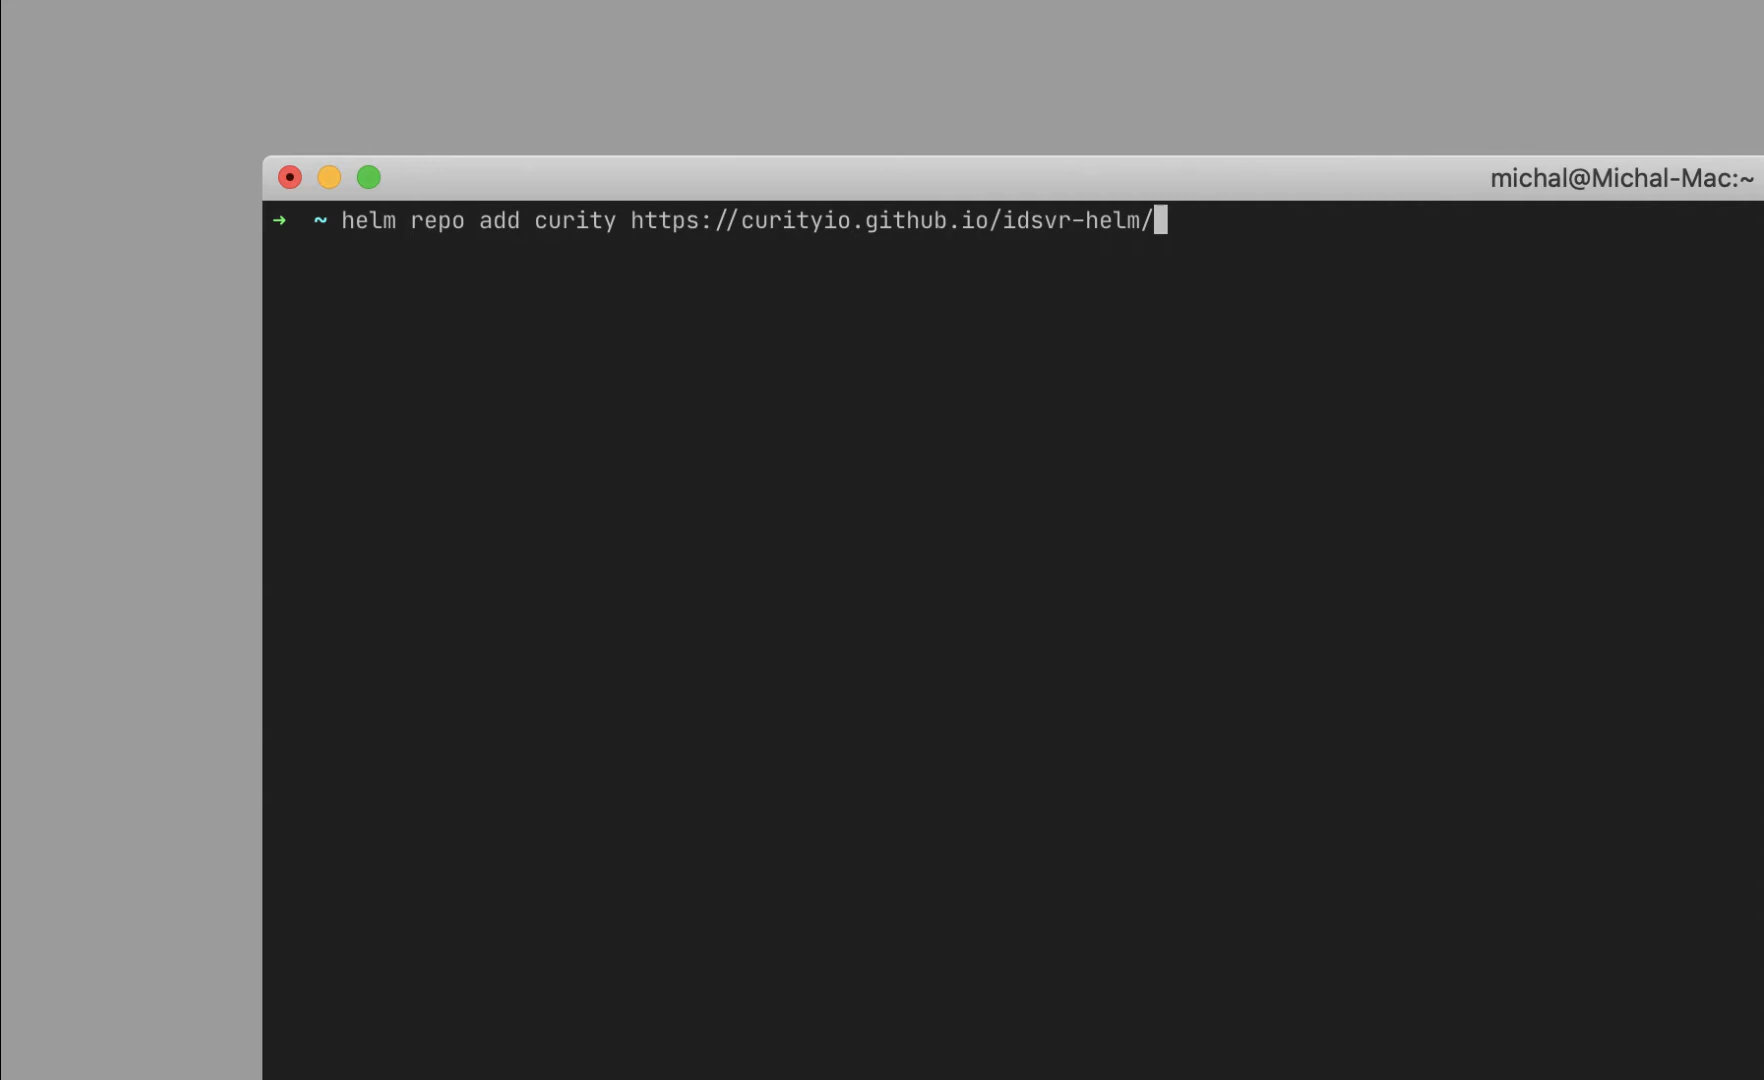 michal@Michal-Mac:~
➜ ~ helm repo add curity https://curityio.github.io/idsvr-helm/